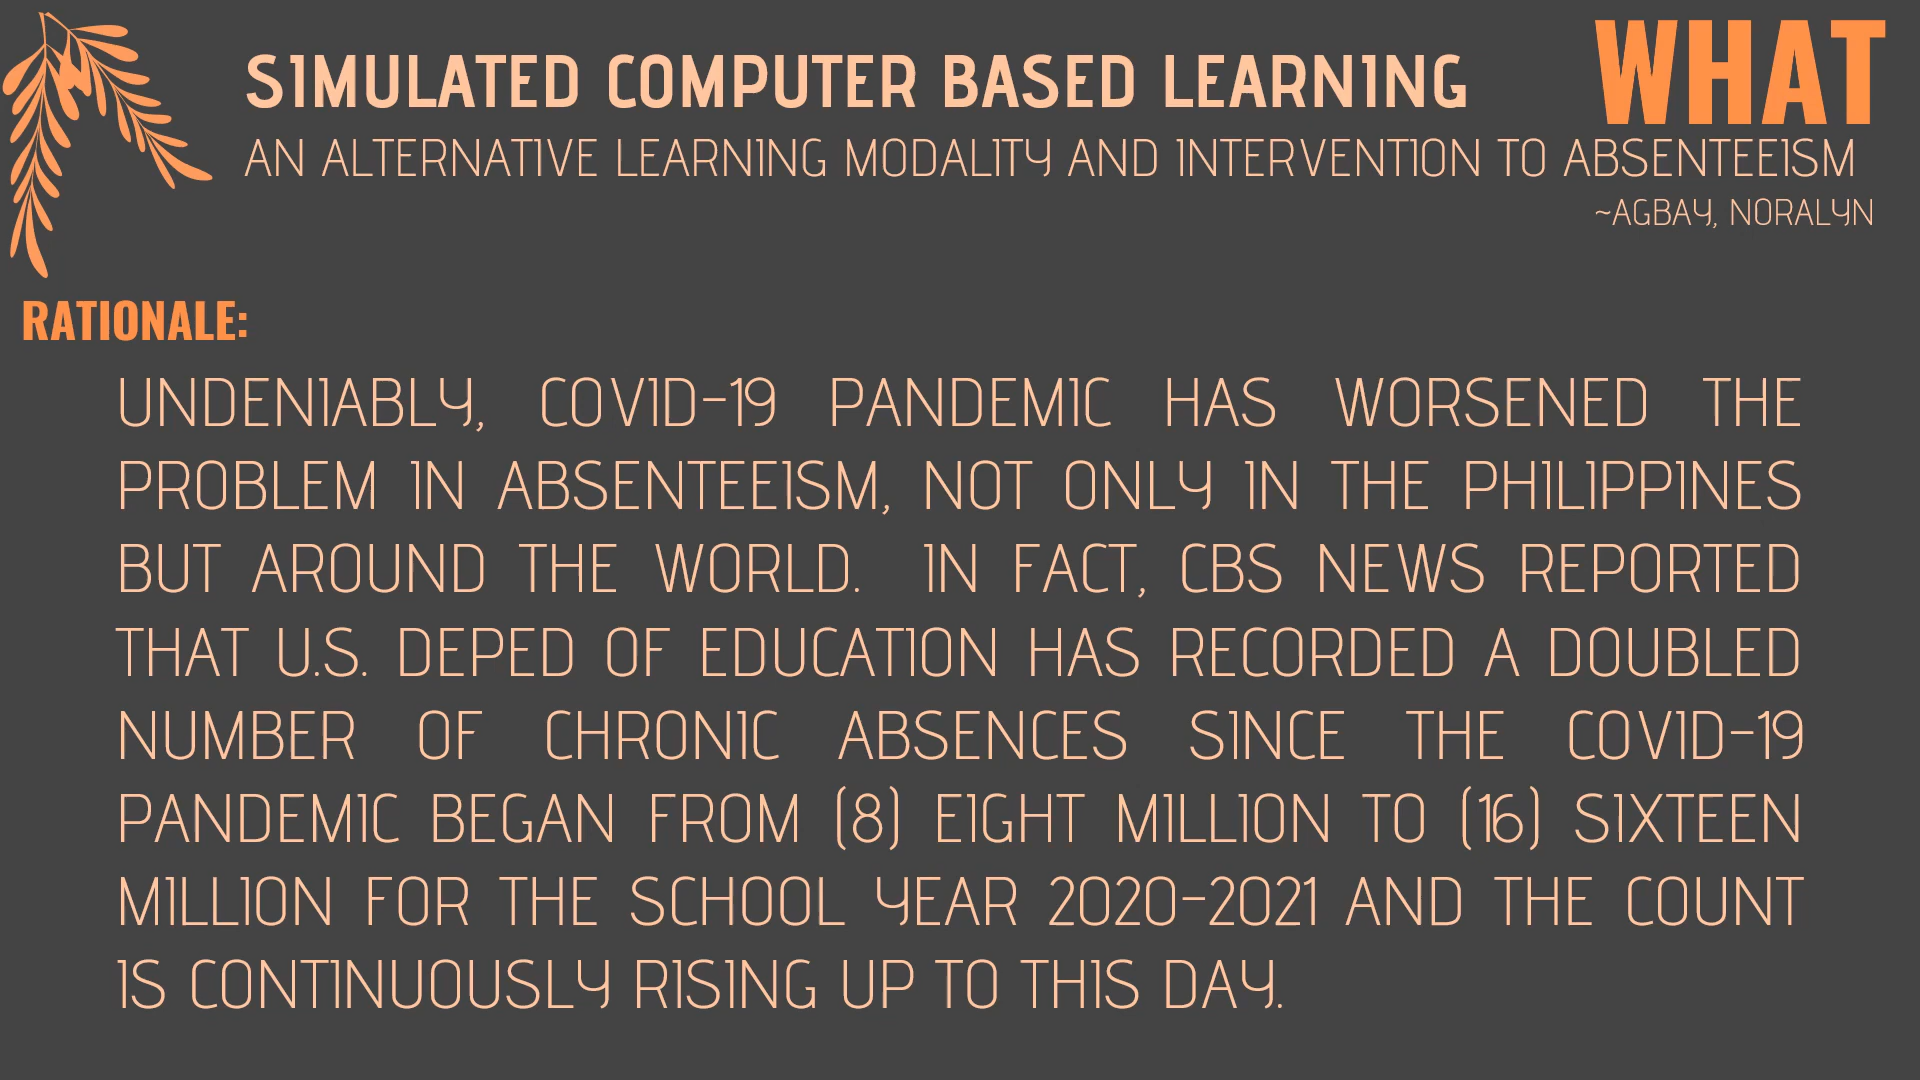 WHAT
SIMULATED COMPUTER BASED LEARNING
AN ALTERNATIVE LEARNING MODALITY AND INTERVENTION TO ABSENTEEISM
~AGBAY, NORALYN
RATIONALE:
UNDENIABLY, COVID-19 PANDEMIC HAS WORSENED THE
PROBLEM IN ABSENTEEISM, NOT ONLY IN THE PHILIPPINES
BUT AROUND THE WORLD. IN FACT, CBS NEWS REPORTED
THAT U.S. DEPED OF EDUCATION HAS RECORDED A DOUBLED
NUMBER OF CHRONIC ABSENCES SINCE THE COVID-19
PANDEMIC BEGAN FROM (8) EIGHT MILLION TO (16) SIXTEEN
MILLION FOR THE SCHOOL YEAR 2020-2021 AND THE COUNT
IS CONTINUOUSLY RISING UP TO THIS DAY.